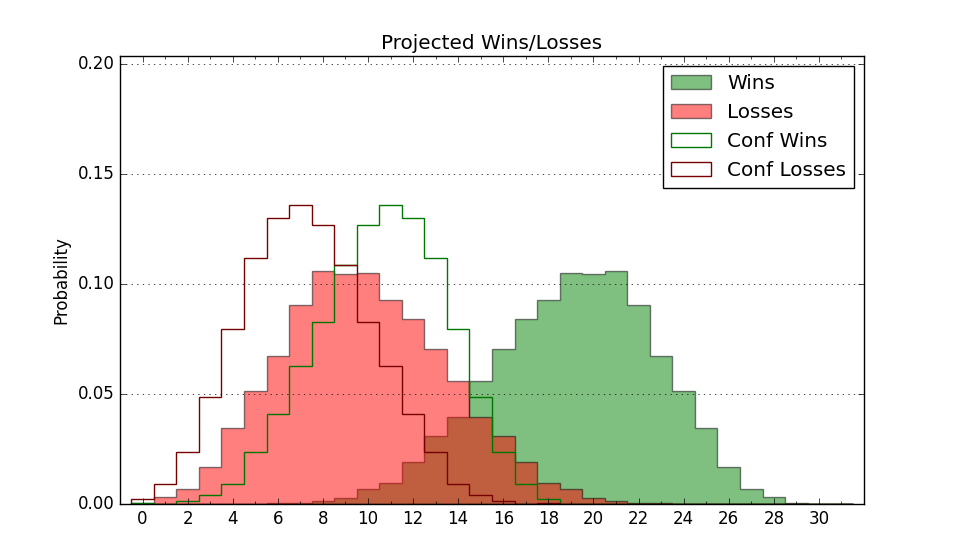 Projected Wins/Losses
0.20
0.15
0.10
0.05
0.00
Probability
Wins
Losses
Conf Wins
Conf Losses
0 2 4 6 8 10 12 14 16 18 20 22 24 26 28 30